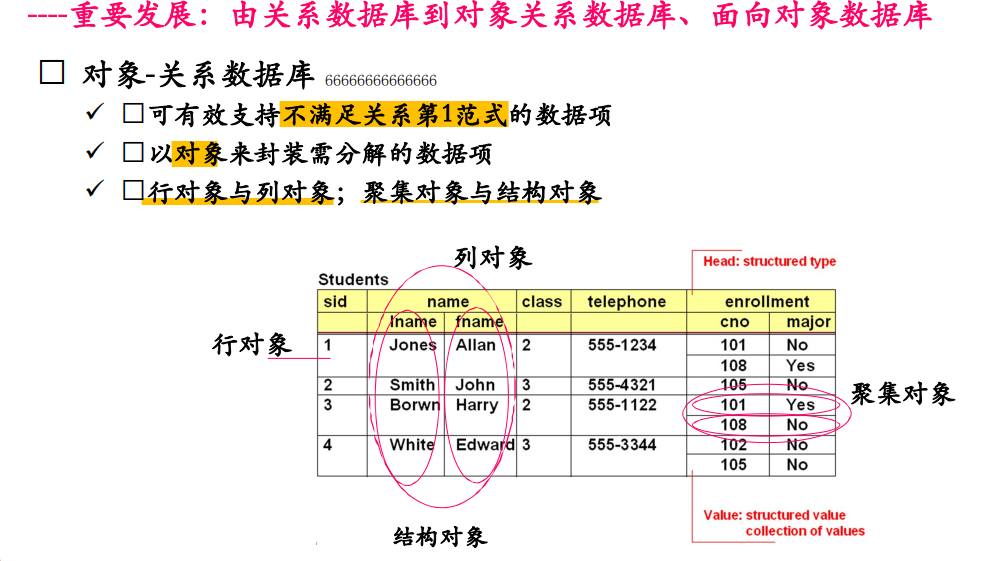 ----重要发展：由关系数据库到对象关系数据库、面向对象数据库
□ 对象-关系数据库 66666666666666
✓ □可有效支持不满足关系第1范式的数据项
✓ □以对象来封装需分解的数据项
✓ □行对象与列对象；聚集对象与结构对象
列对象
Head: structured type
Students
sid name class telephone enrollment
lname fname cno major
行对象
1 Jones Allan 2 555-1234 101 No
108 Yes
2 Smith John 3 555-4321 105 No
3 Borwn Harry 2 555-1122 101 Yes
聚集对象
108 No
4 White Edward 3 555-3344 102 No
105 No
Value: structured value
collection of values
结构对象